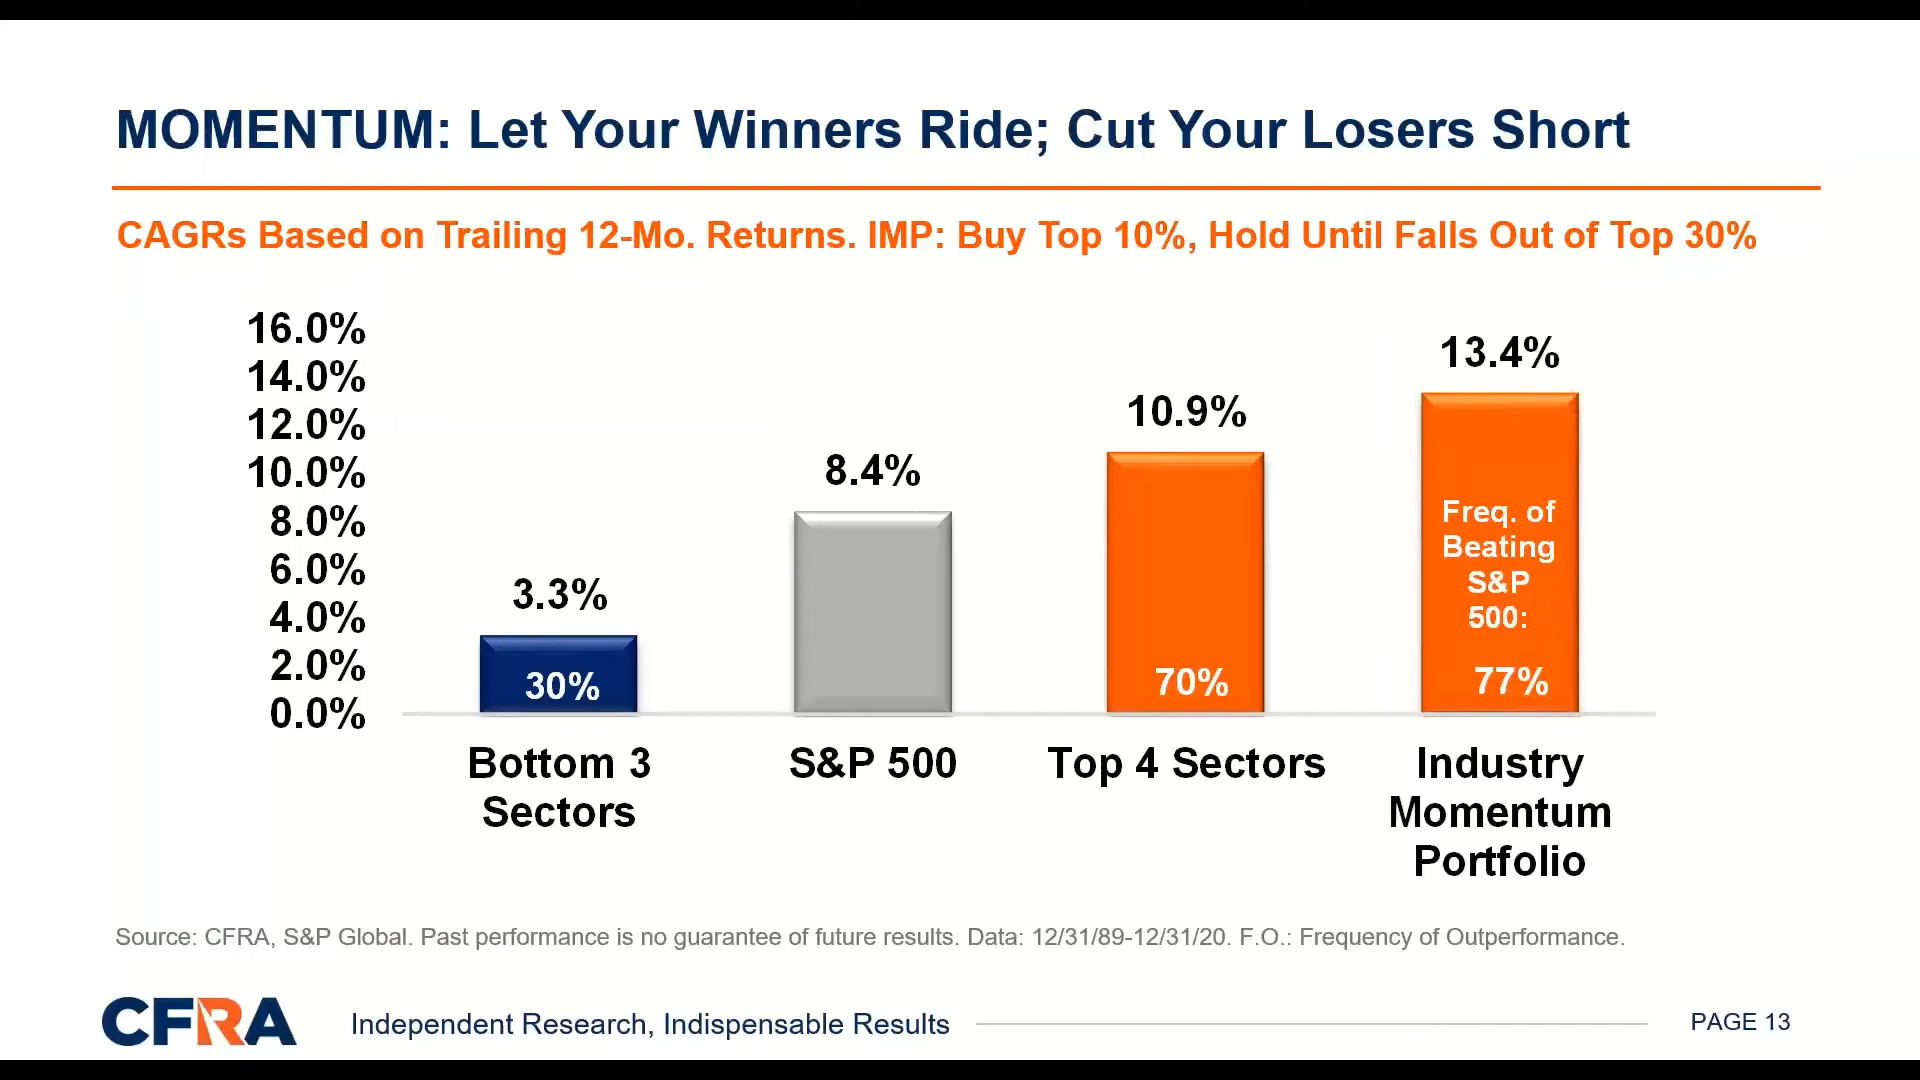 MOMENTUM: Let Your Winners Ride; Cut Your Losers Short
CAGRs Based on Trailing 12-Mo. Returns. IMP: Buy Top 10%, Hold Until Falls Out of Top 30%
16.0%
14.0%
12.0%
10.0%
8.0%
6.0%
4.0%
2.0%
0.0%
3.3%
30%
8.4%
10.9%
70%
13.4%
Freq. of
Beating
S&P
500:
77%
Bottom 3
Sectors
S&P 500
Top 4 Sectors
Industry
Momentum
Portfolio
Source: CFRA, S&P Global. Past performance is no guarantee of future results. Data: 12/31/89-12/31/20. F.O.: Frequency of Outperformance.
CFRA
Independent Research, Indispensable Results
PAGE 13